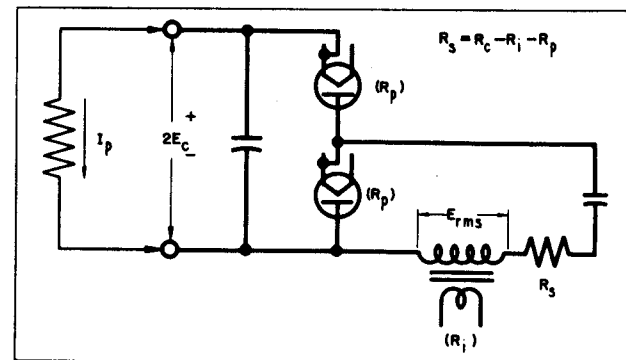 R_s = R_c - R_i - R_p
(R_p)
I_p
+
2E_c
-
(R_p)
E_rms
R_s
(R_i)